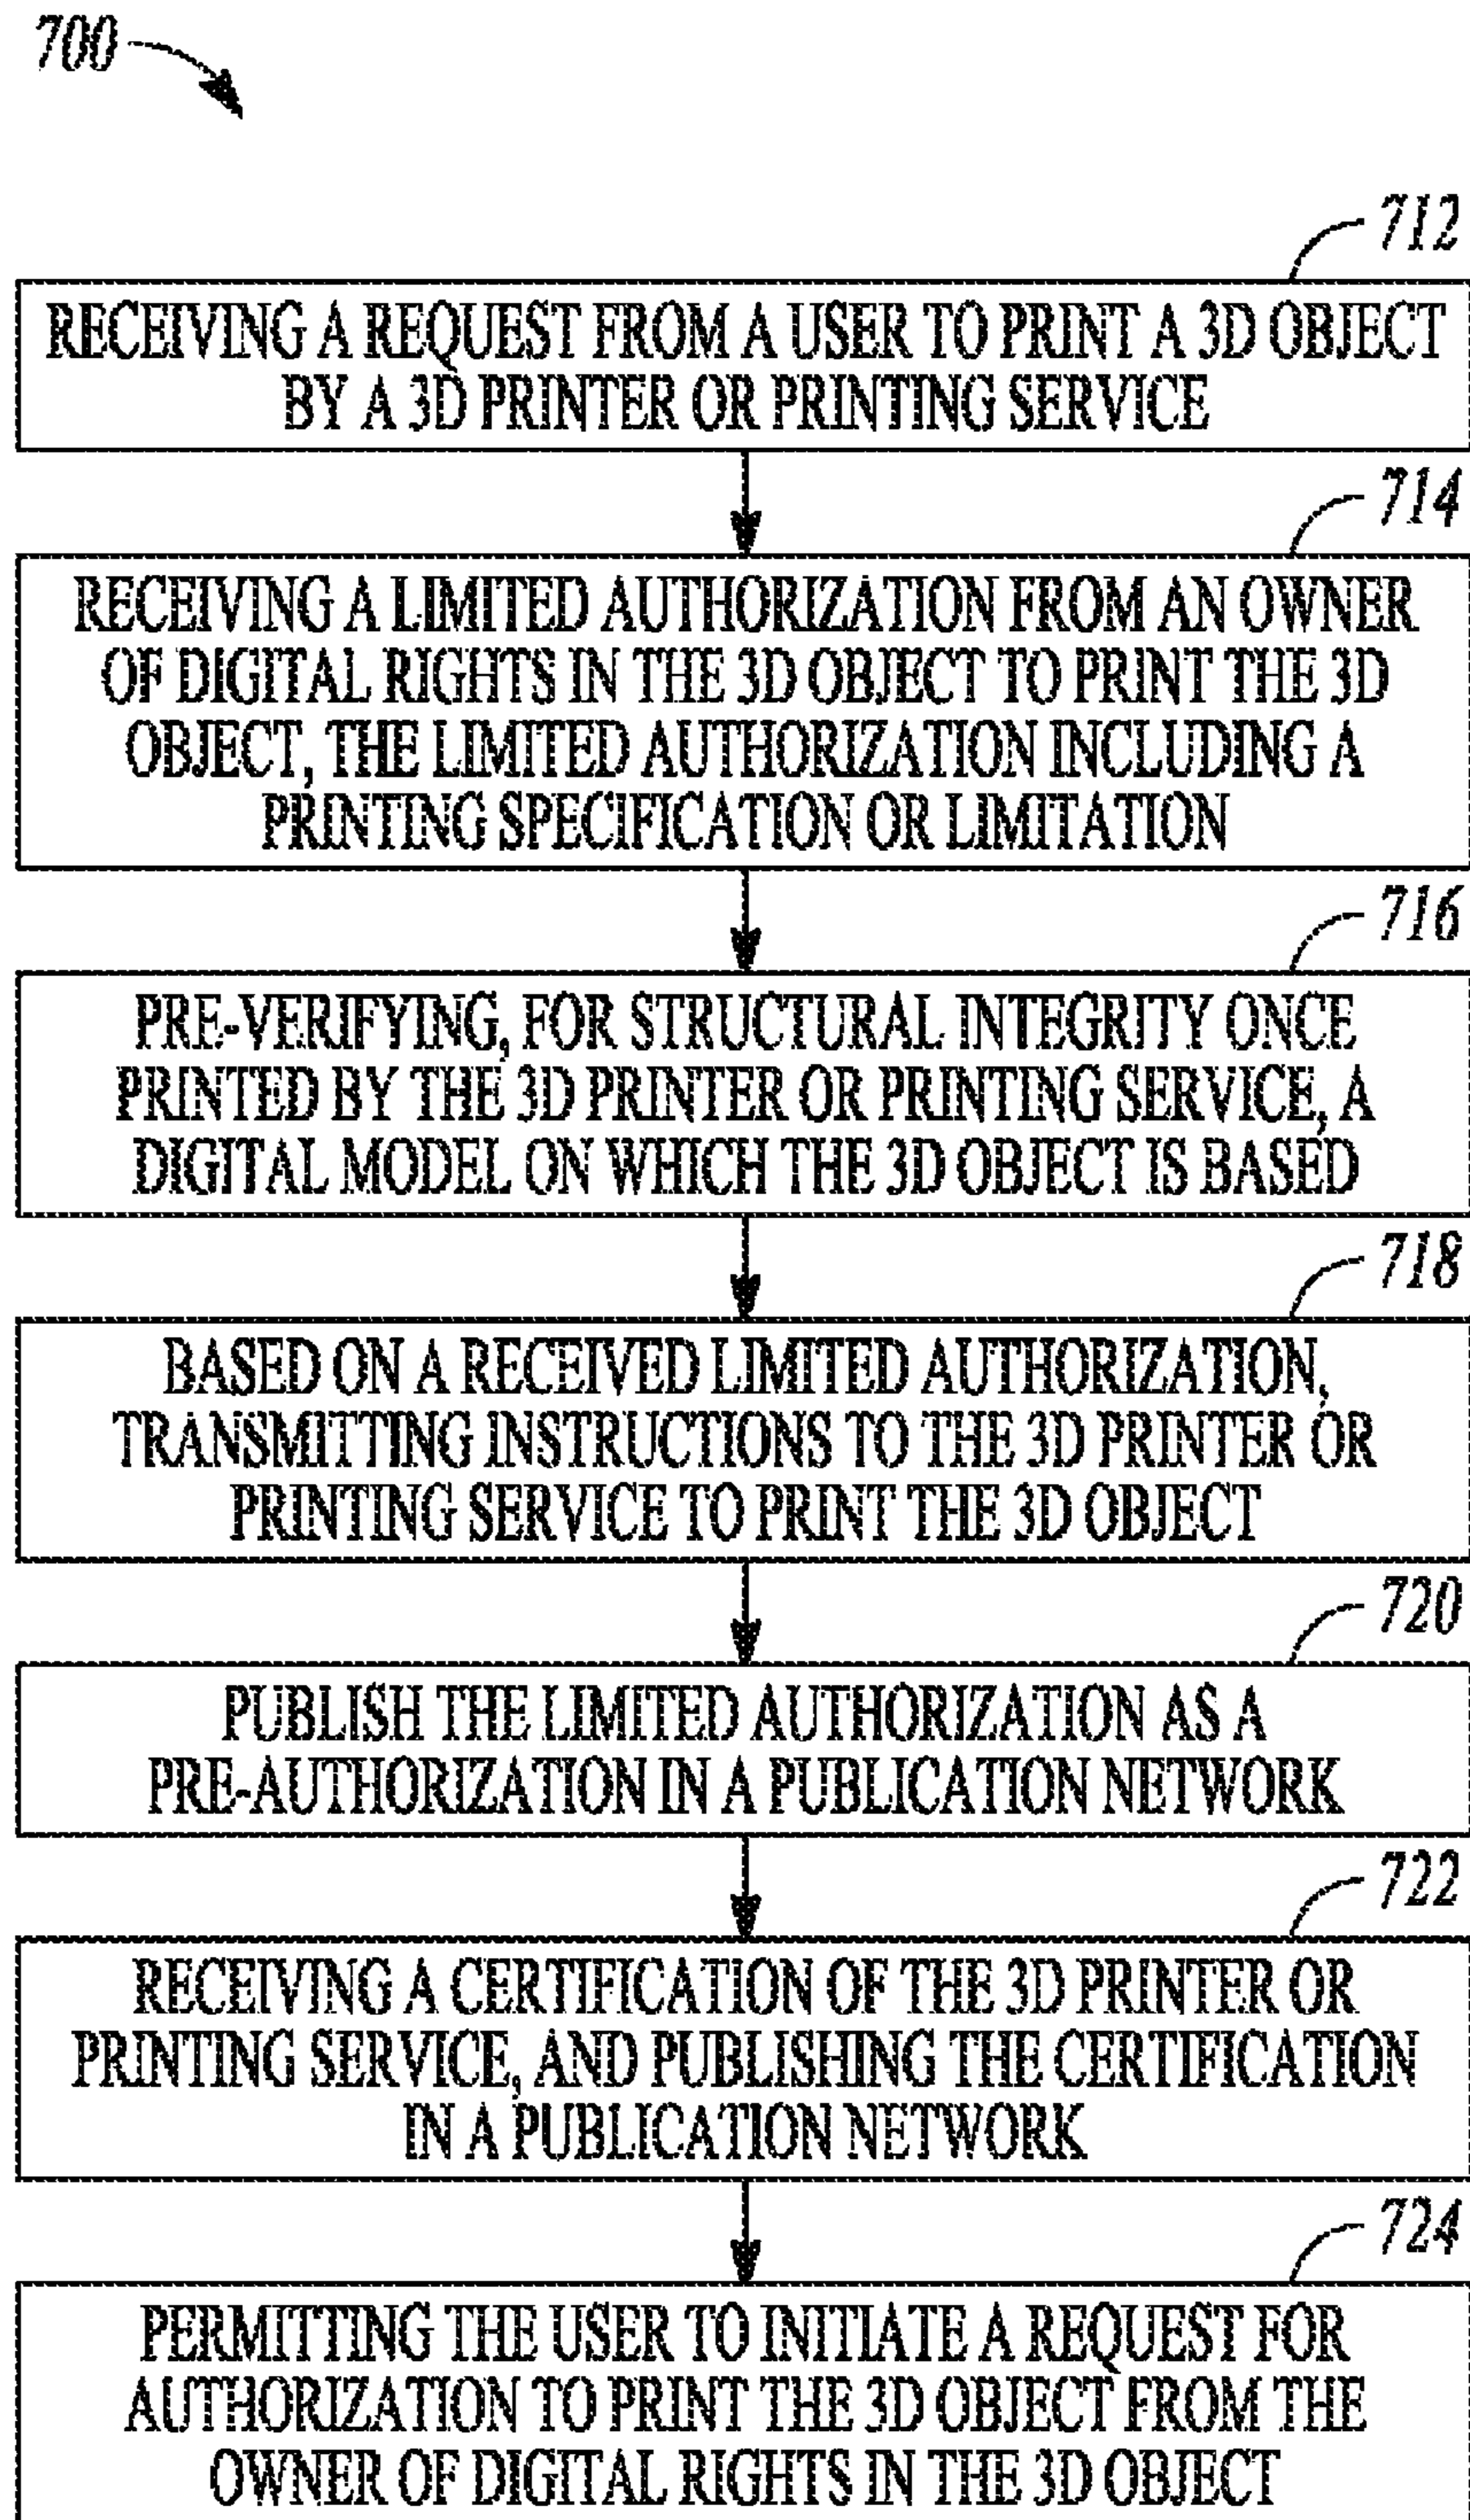 700
712
RECEIVING A REQUEST FROM A USER TO PRINT A 3D OBJECT
BY A 3D PRINTER OR PRINTING SERVICE
714
RECEIVING A LIMITED AUTHORIZATION FROM AN OWNER
OF DIGITAL RIGHTS IN THE 3D OBJECT TO PRINT THE 3D
OBJECT, THE LIMITED AUTHORIZATION INCLUDING A
PRINTING SPECIFICATION OR LIMITATION
716
PRE-VERIFYING, FOR STRUCTURAL INTEGRITY ONCE
PRINTED BY THE 3D PRINTER OR PRINTING SERVICE, A
DIGITAL MODEL ON WHICH THE 3D OBJECT IS BASED
718
BASED ON A RECEIVED LIMITED AUTHORIZATION,
TRANSMITTING INSTRUCTIONS TO THE 3D PRINTER OR
PRINTING SERVICE TO PRINT THE 3D OBJECT
720
PUBLISH THE LIMITED AUTHORIZATION AS A
PRE-AUTHORIZATION IN A PUBLICATION NETWORK
722
RECEIVING A CERTIFICATION OF THE 3D PRINTER OR
PRINTING SERVICE, AND PUBLISHING THE CERTIFICATION
IN A PUBLICATION NETWORK
724
PERMITTING THE USER TO INITIATE A REQUEST FOR
AUTHORIZATION TO PRINT THE 3D OBJECT FROM THE
OWNER OF DIGITAL RIGHTS IN THE 3D OBJECT